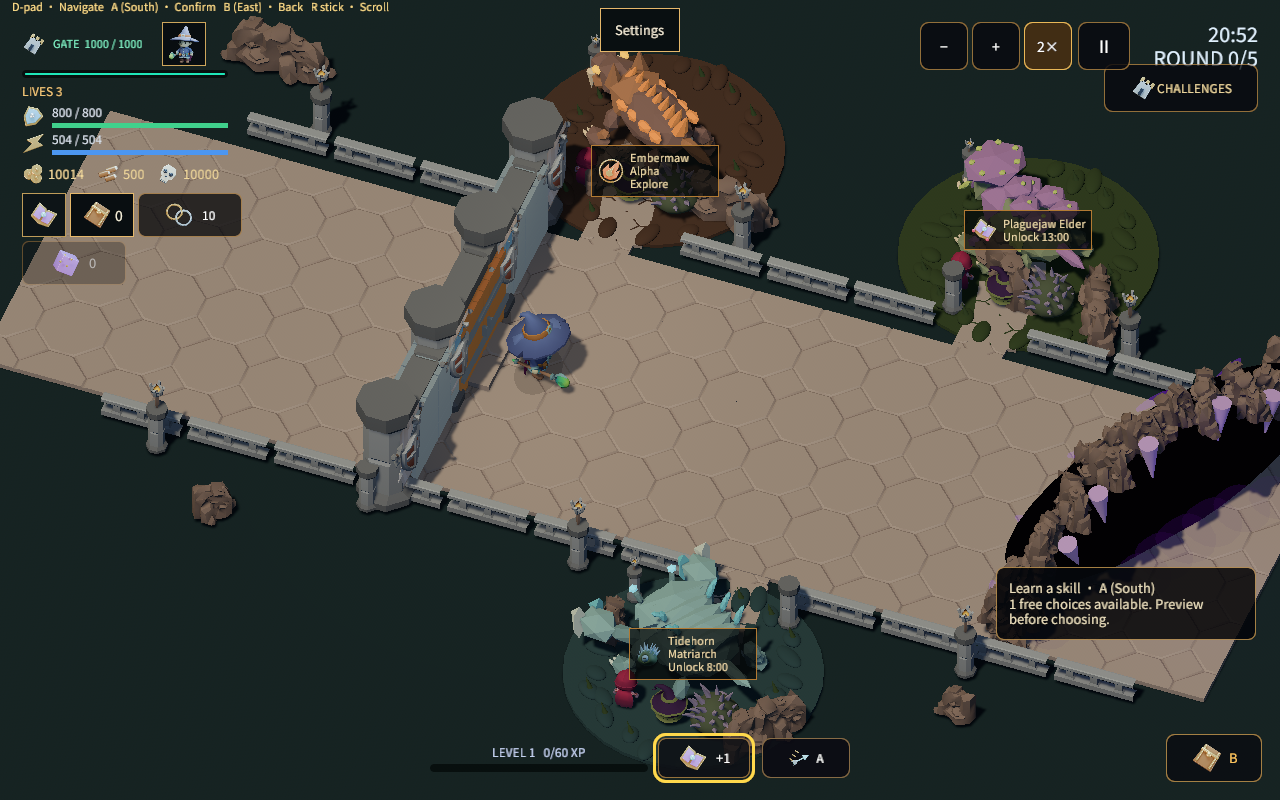 D-pad · Navigate A (South) · Confirm B (East) · Back R stick · Scroll
Settings
GATE 1000 / 1000
LIVES 3
800 / 800
504 / 504
10014 500 10000
0 10
0
− + 2× II
20:52
ROUND 0/5
CHALLENGES
Embermaw
Alpha
Explore
Plaguejaw Elder
Unlock 13:00
Tidehorn
Matriarch
Unlock 8:00
Learn a skill · A (South)
1 free choices available. Preview
before choosing.
LEVEL 1 0/60 XP
+1
A
B